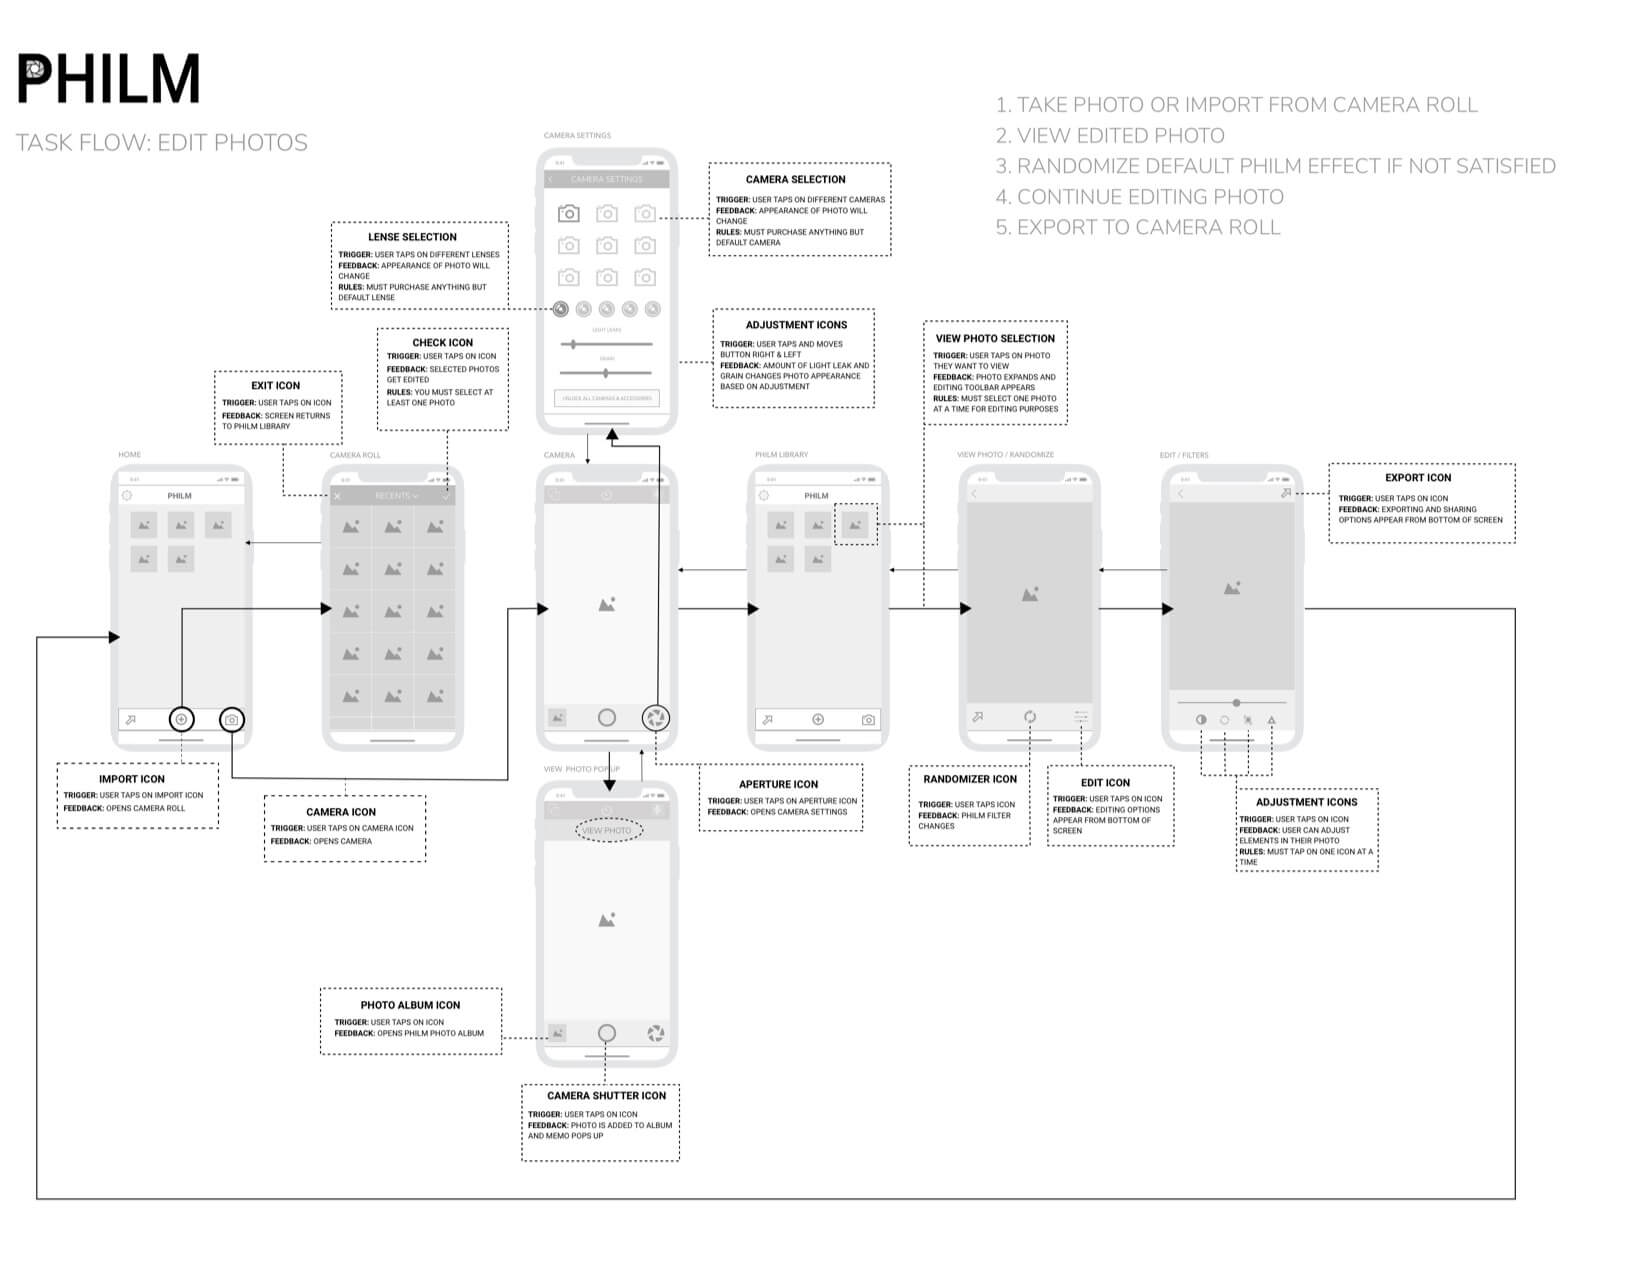 PHILM
TASK FLOW: EDIT PHOTOS
1. TAKE PHOTO OR IMPORT FROM CAMERA ROLL
2. VIEW EDITED PHOTO
3. RANDOMIZE DEFAULT PHILM EFFECT IF NOT SATISFIED
4. CONTINUE EDITING PHOTO
5. EXPORT TO CAMERA ROLL
CAMERA SETTINGS
9:41
CAMERA SETTINGS
LIGHT LEAKS
GRAIN
UNLOCK ALL CAMERAS & ACCESSORIES
CAMERA SELECTION
TRIGGER: USER TAPS ON DIFFERENT CAMERAS
FEEDBACK: APPEARANCE OF PHOTO WILL
CHANGE
RULES: MUST PURCHASE ANYTHING BUT
DEFAULT CAMERA
LENSE SELECTION
TRIGGER: USER TAPS ON DIFFERENT LENSES
FEEDBACK: APPEARANCE OF PHOTO WILL
CHANGE
RULES: MUST PURCHASE ANYTHING BUT
DEFAULT LENSE
ADJUSTMENT ICONS
TRIGGER: USER TAPS AND MOVES
BUTTON RIGHT & LEFT
FEEDBACK: AMOUNT OF LIGHT LEAK AND
GRAIN CHANGES PHOTO APPEARANCE
BASED ON ADJUSTMENT
VIEW PHOTO SELECTION
TRIGGER: USER TAPS ON PHOTO
THEY WANT TO VIEW
FEEDBACK: PHOTO EXPANDS AND
EDITING TOOLBAR APPEARS
RULES: MUST SELECT ONE PHOTO
AT A TIME FOR EDITING PURPOSES
CHECK ICON
TRIGGER: USER TAPS ON ICON
FEEDBACK: SELECTED PHOTOS
GET EDITED
RULES: YOU MUST SELECT AT
LEAST ONE PHOTO
EXIT ICON
TRIGGER: USER TAPS ON ICON
FEEDBACK: SCREEN RETURNS
TO PHILM LIBRARY
HOME
9:41
PHILM
CAMERA ROLL
9:41
RECENTS
CAMERA
9:41
PHILM LIBRARY
9:41
PHILM
VIEW PHOTO / RANDOMIZE
9:41
EDIT / FILTERS
9:41
EXPORT ICON
TRIGGER: USER TAPS ON ICON
FEEDBACK: EXPORTING AND SHARING
OPTIONS APPEAR FROM BOTTOM OF SCREEN
IMPORT ICON
TRIGGER: USER TAPS ON IMPORT ICON
FEEDBACK: OPENS CAMERA ROLL
CAMERA ICON
TRIGGER: USER TAPS ON CAMERA ICON
FEEDBACK: OPENS CAMERA
VIEW PHOTO POP UP
9:41
VIEW PHOTO
APERTURE ICON
TRIGGER: USER TAPS ON APERTURE ICON
FEEDBACK: OPENS CAMERA SETTINGS
RANDOMIZER ICON
TRIGGER: USER TAPS ICON
FEEDBACK: PHILM FILTER
CHANGES
EDIT ICON
TRIGGER: USER TAPS ON ICON
FEEDBACK: EDITING OPTIONS
APPEAR FROM BOTTOM OF
SCREEN
ADJUSTMENT ICONS
TRIGGER: USER TAPS ON ICON
FEEDBACK: USER CAN ADJUST
ELEMENTS IN THEIR PHOTO
RULES: MUST TAP ON ONE ICON AT A
TIME
PHOTO ALBUM ICON
TRIGGER: USER TAPS ON ICON
FEEDBACK: OPENS PHILM PHOTO ALBUM
CAMERA SHUTTER ICON
TRIGGER: USER TAPS ON ICON
FEEDBACK: PHOTO IS ADDED TO ALBUM
AND MEMO POPS UP